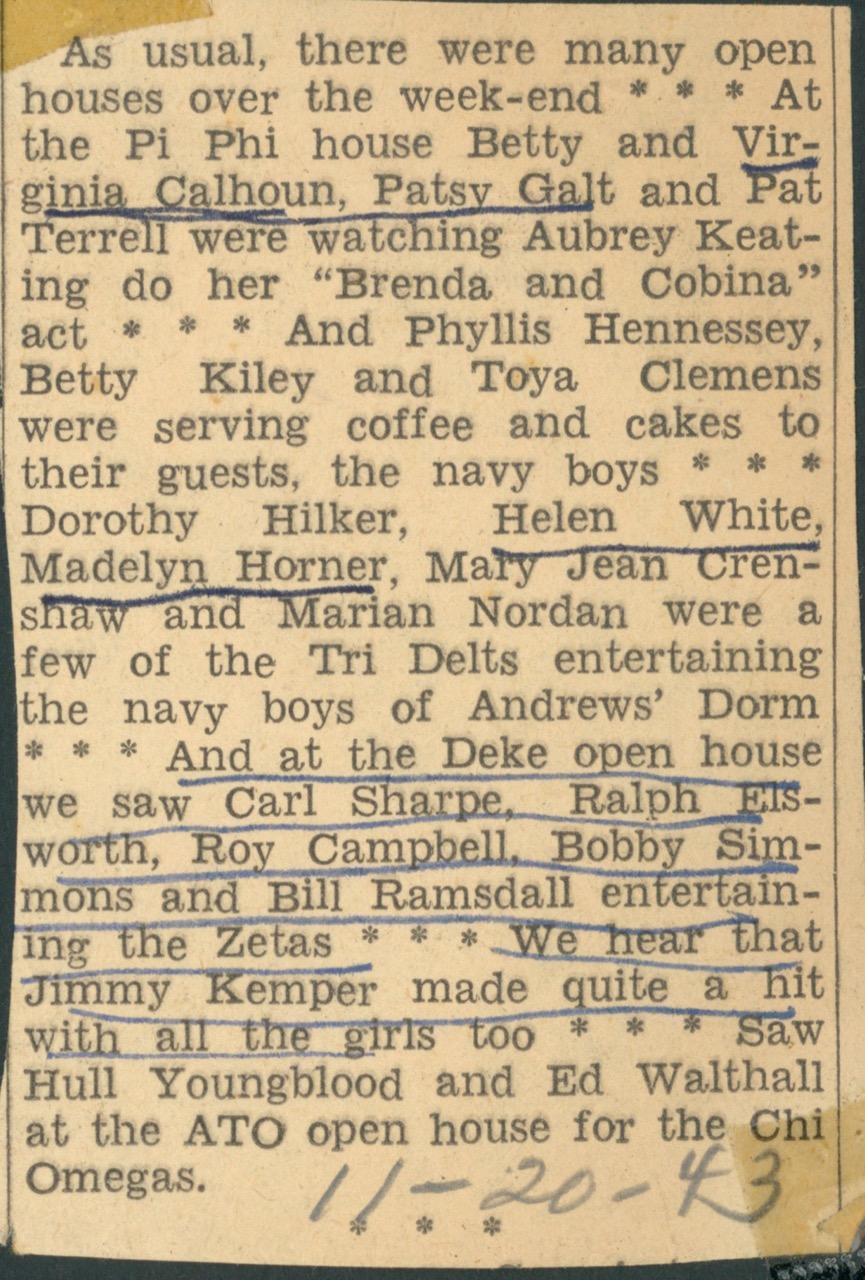 As usual, there were many open
houses over the week-end * * * At
the Pi Phi house Betty and Vir-
ginia Calhoun, Patsy Galt and Pat
Terrell were watching Aubrey Keat-
ing do her “Brenda and Cobina”
act * * * And Phyllis Hennessey,
Betty Kiley and Toya Clemens
were serving coffee and cakes to
their guests, the navy boys * * *
Dorothy Hilker, Helen White,
Madelyn Horner, Mary Jean Cren-
shaw and Marian Nordan were a
few of the Tri Delts entertaining
the navy boys of Andrews’ Dorm
* * * And at the Deke open house
we saw Carl Sharpe, Ralph Els-
worth, Roy Campbell, Bobby Sim-
mons and Bill Ramsdall entertain-
ing the Zetas * * * We hear that
Jimmy Kemper made quite a hit
with all the girls too * * * Saw
Hull Youngblood and Ed Walthall
at the ATO open house for the Chi
Omegas.
11-20-43
* * *